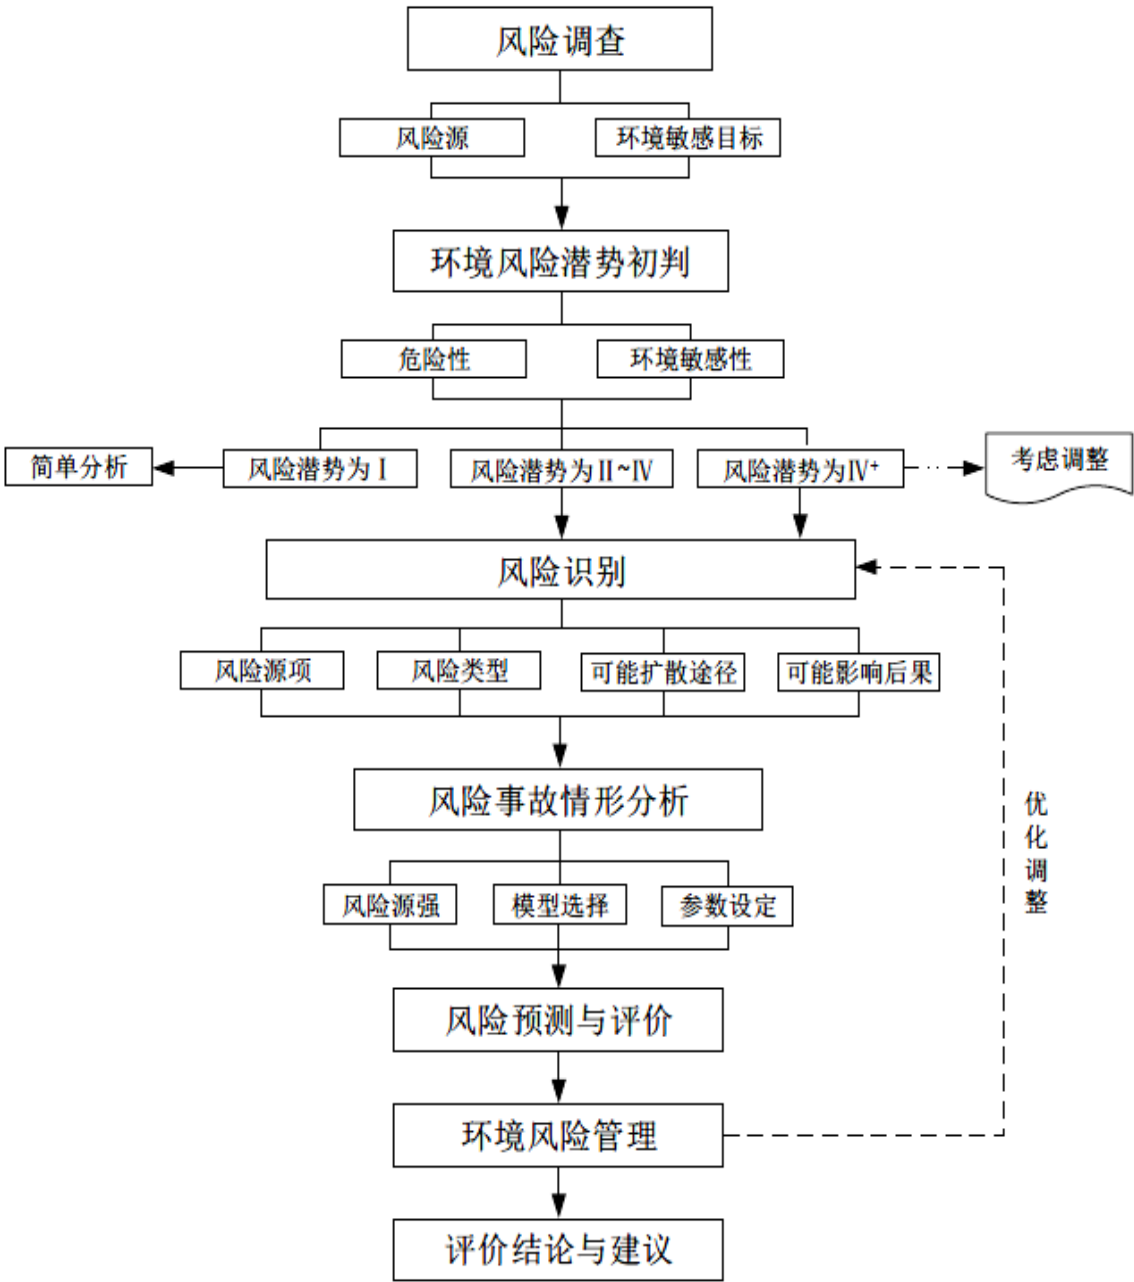 风险调查
风险源
环境敏感目标
环境风险潜势初判
危险性
环境敏感性
简单分析
风险潜势为Ⅰ
风险潜势为Ⅱ~Ⅳ
风险潜势为Ⅳ⁺
考虑调整
风险识别
风险源项
风险类型
可能扩散途径
可能影响后果
风险事故情形分析
优化调整
风险源强
模型选择
参数设定
风险预测与评价
环境风险管理
评价结论与建议